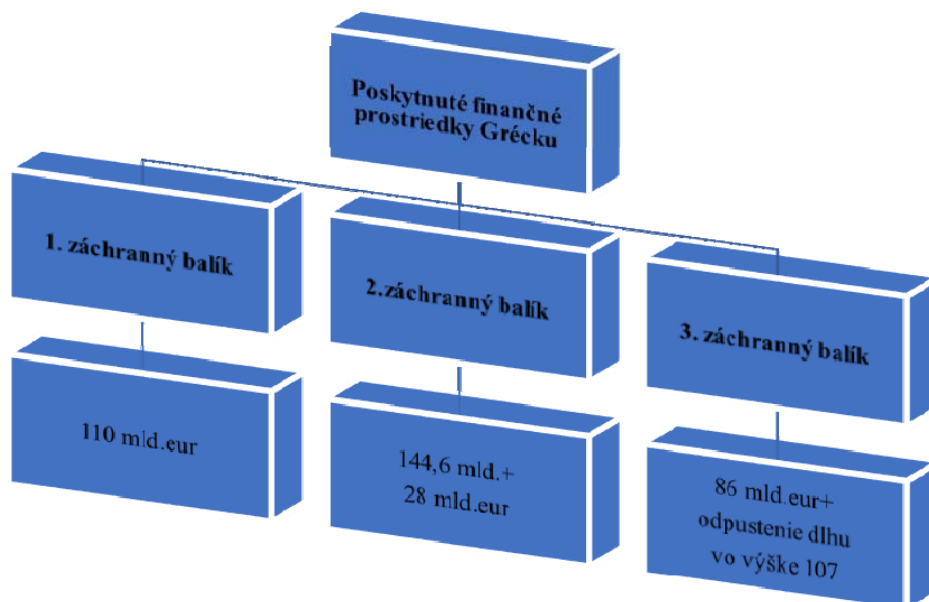 Poskytnuté finančné
prostriedky Grécku
1. záchranný balík
2.záchranný balík
3. záchranný balík
110 mld.eur
144,6 mld.+
28 mld.eur
86 mld.eur+
odpustenie dlhu
vo výške 107